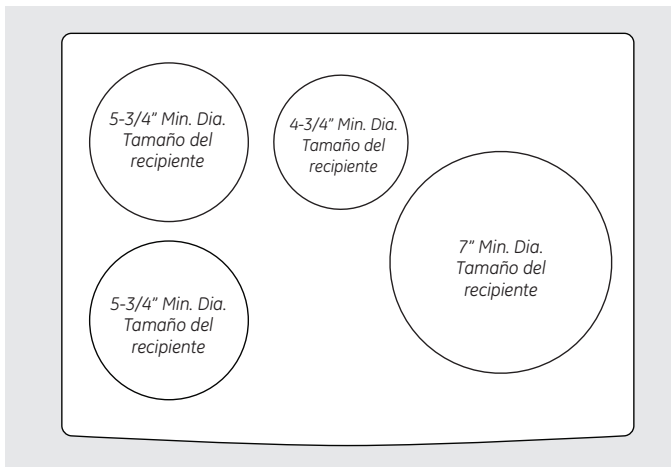 5-3/4" Min. Dia.
Tamaño del
recipiente
4-3/4" Min. Dia.
Tamaño del
recipiente
7" Min. Dia.
Tamaño del
recipiente
5-3/4" Min. Dia.
Tamaño del
recipiente